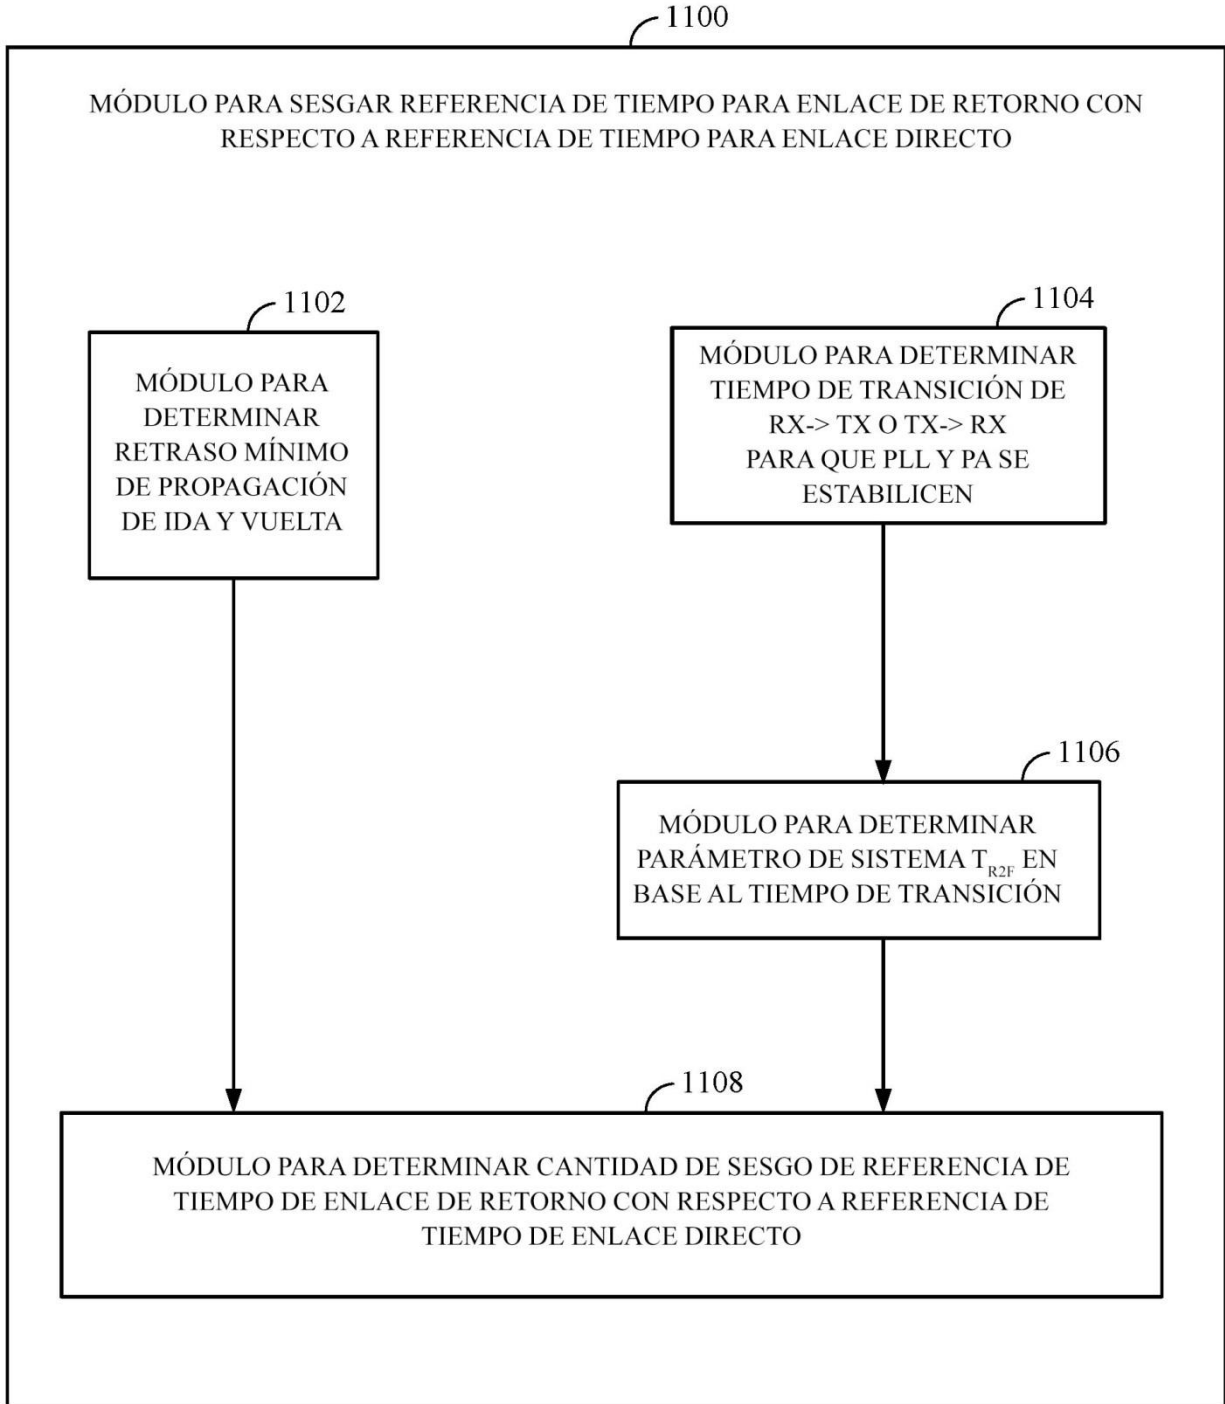 1100
MÓDULO PARA SESGAR REFERENCIA DE TIEMPO PARA ENLACE DE RETORNO CON
RESPECTO A REFERENCIA DE TIEMPO PARA ENLACE DIRECTO
1102
MÓDULO PARA
DETERMINAR
RETRASO MÍNIMO
DE PROPAGACIÓN
DE IDA Y VUELTA
1104
MÓDULO PARA DETERMINAR
TIEMPO DE TRANSICIÓN DE
RX-> TX O TX-> RX
PARA QUE PLL Y PA SE
ESTABILICEN
1106
MÓDULO PARA DETERMINAR
PARÁMETRO DE SISTEMA T_R2F EN
BASE AL TIEMPO DE TRANSICIÓN
1108
MÓDULO PARA DETERMINAR CANTIDAD DE SESGO DE REFERENCIA DE
TIEMPO DE ENLACE DE RETORNO CON RESPECTO A REFERENCIA DE
TIEMPO DE ENLACE DIRECTO